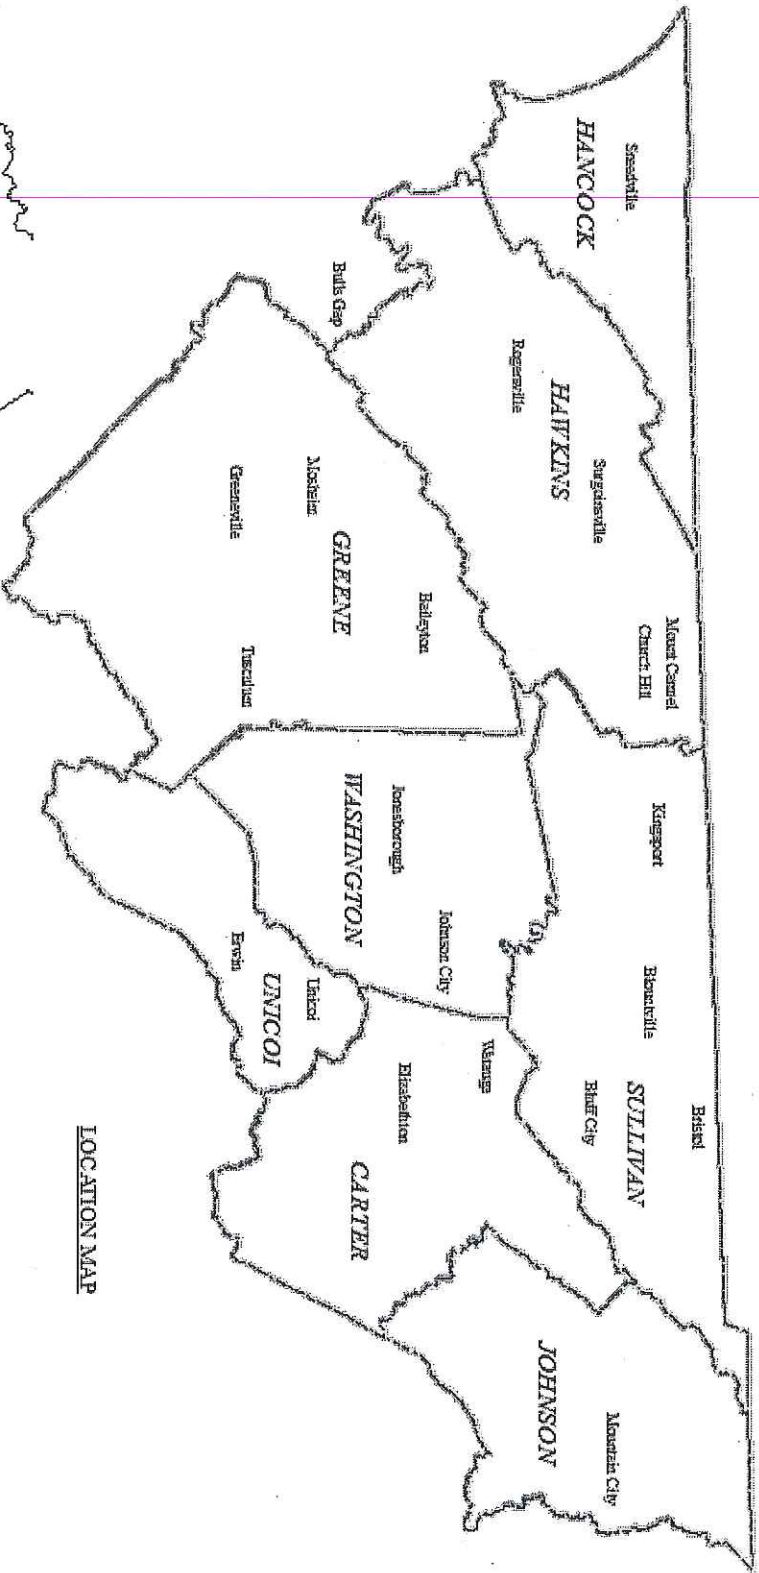 Sneedville
HANCOCK
Bulls Gap
Rogersville
HAWKINS
Surgoinsville
Mount Carmel
Church Hill
Mosheim
Greeneville
GREENE
Baileyton
Tusculum
Kingsport
Jonesborough
WASHINGTON
Johnson City
Erwin
Unicoi
UNICOI
Blountville
Bristol
SULLIVAN
Bluff City
Watauga
Elizabethton
CARTER
JOHNSON
Mountain City
LOCATION MAP